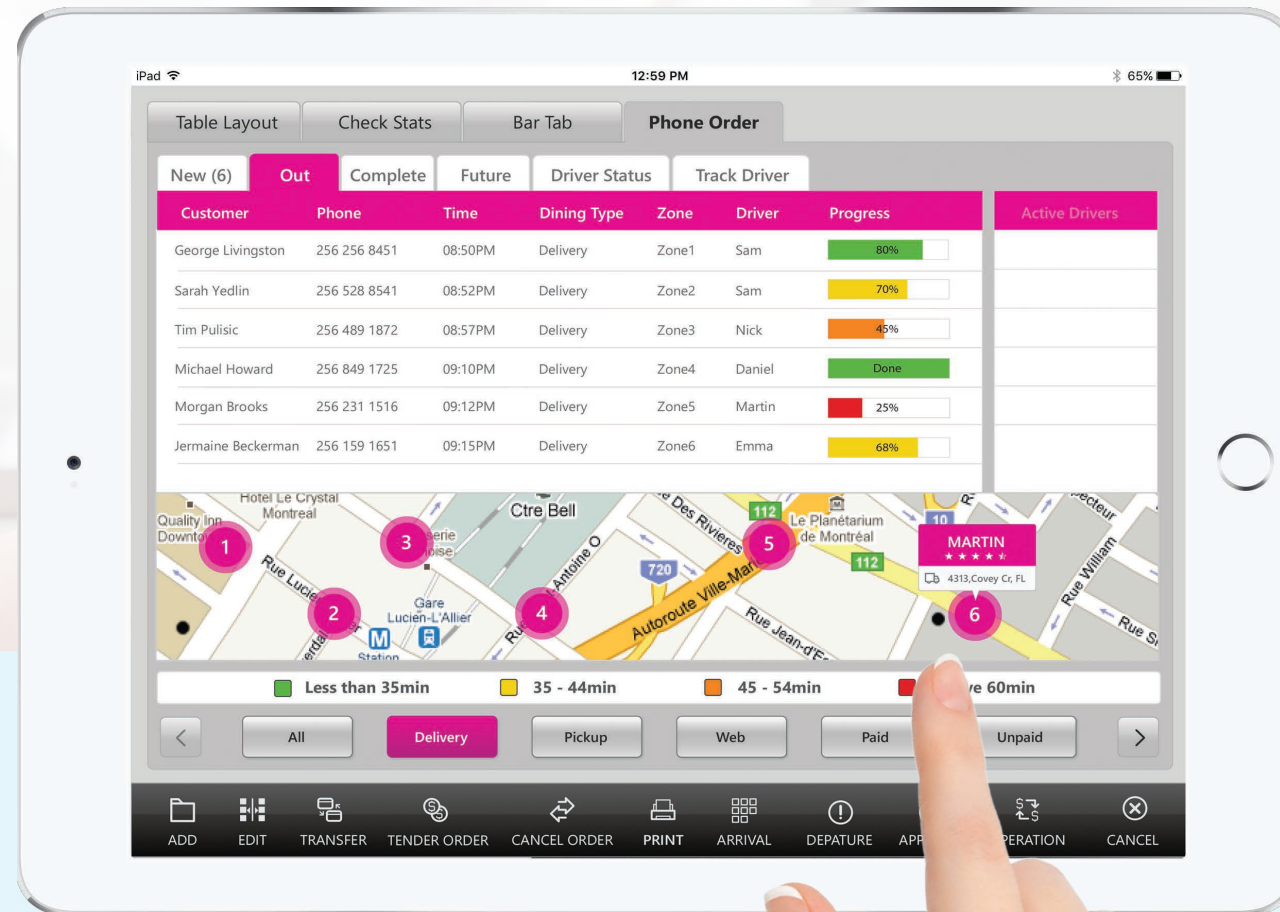 iPad 12:59 PM 65%
Table Layout Check Stats Bar Tab Phone Order
New (6) Out Complete Future Driver Status Track Driver
Customer Phone Time Dining Type Zone Driver Progress Active Drivers
George Livingston 256 256 8451 08:50PM Delivery Zone1 Sam 80%
Sarah Yedlin 256 528 8541 08:52PM Delivery Zone2 Sam 70%
Tim Pulisic 256 489 1872 08:57PM Delivery Zone3 Nick 45%
Michael Howard 256 849 1725 09:10PM Delivery Zone4 Daniel Done
Morgan Brooks 256 231 1516 09:12PM Delivery Zone5 Martin 25%
Jermaine Beckerman 256 159 1651 09:15PM Delivery Zone6 Emma 68%
Hotel Le Crystal
Montreal
Quality Inn
Ctre Bell
Des Rivieres
112
Le Planétarium
de Montréal
10
1
3
5
MARTIN
4313,Covey Cr, FL
720
112
Autoroute Ville-Marie
Rue William
2
4
6
Gare
Lucien-L'Allier
M
Station
Rue Jean-d'E
Less than 35min 35 - 44min 45 - 54min 60min
< All Delivery Pickup Web Paid Unpaid >
ADD EDIT TRANSFER TENDER ORDER CANCEL ORDER PRINT ARRIVAL DEPATURE CANCEL